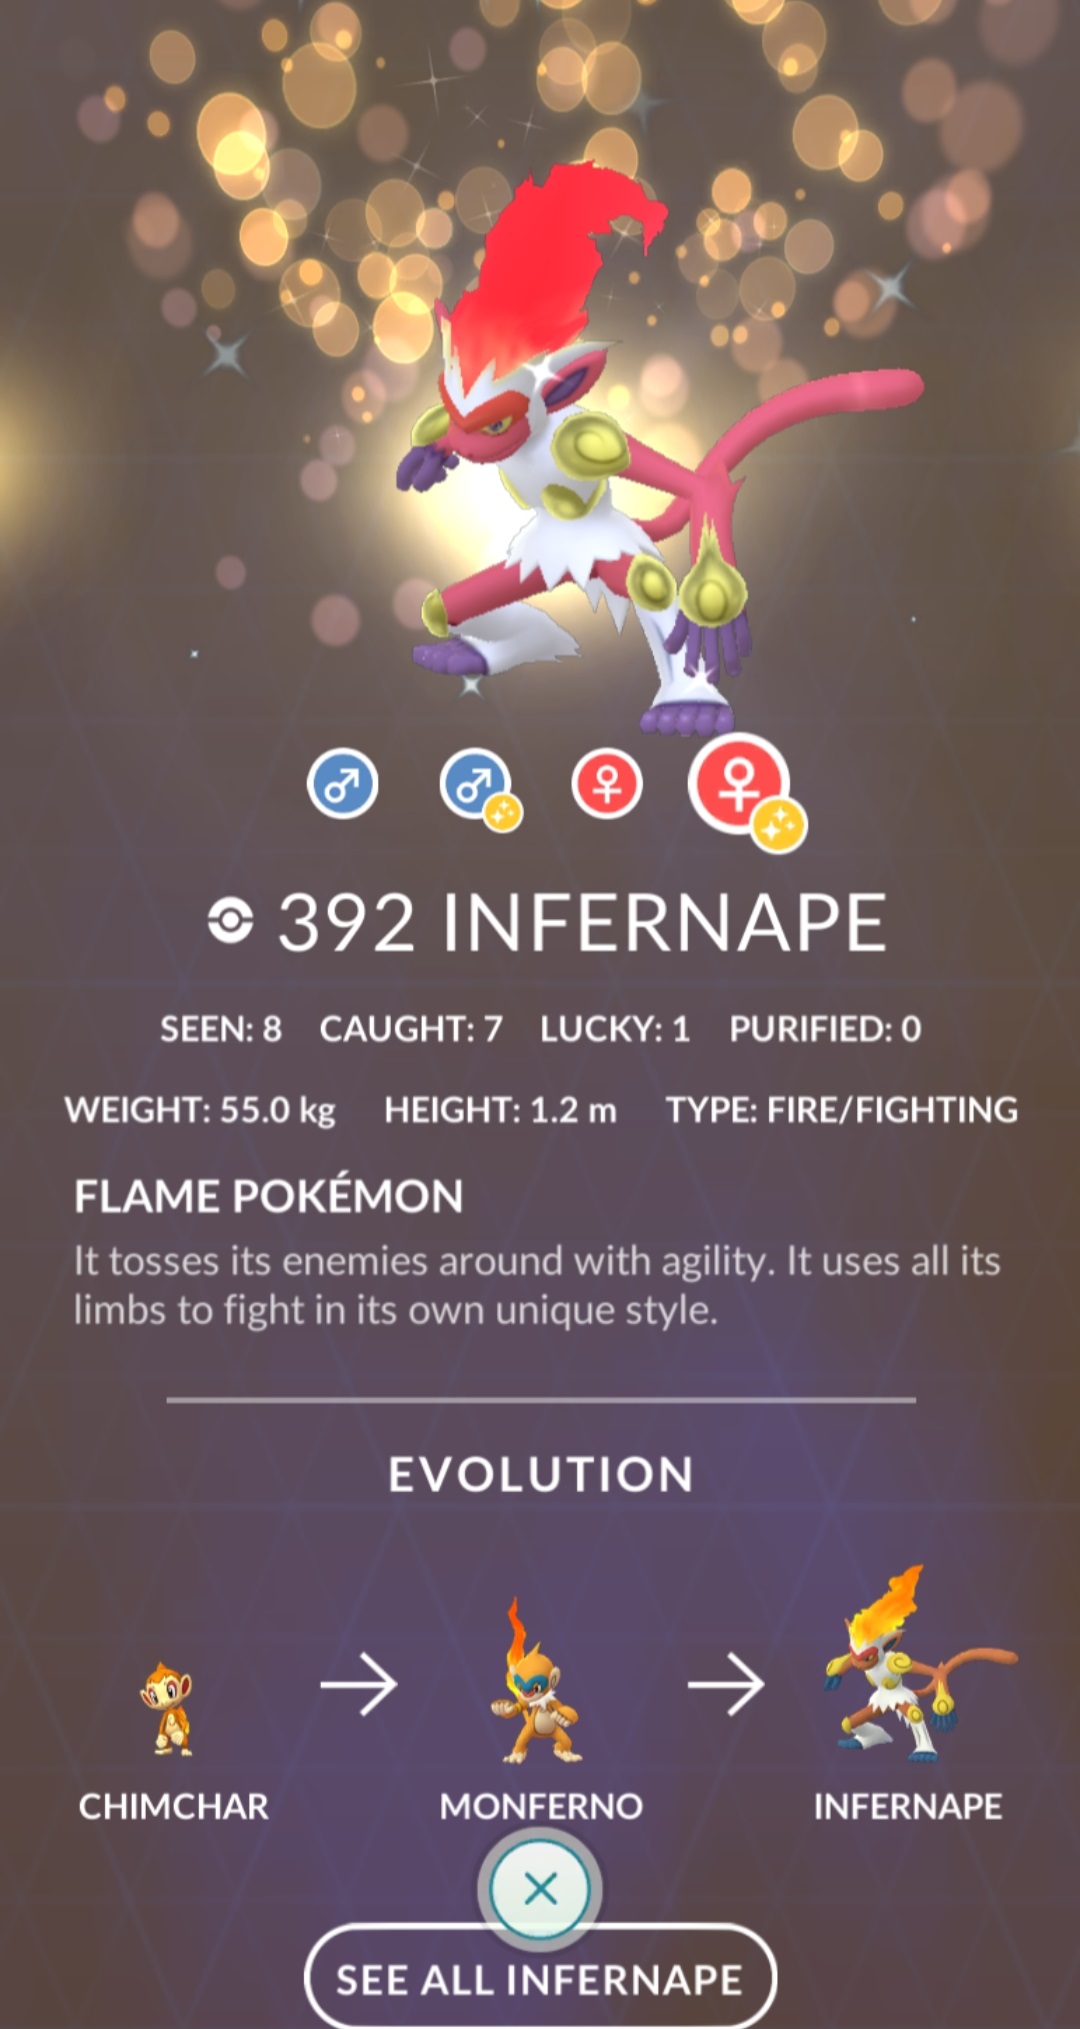 392 INFERNAPE
SEEN: 8 CAUGHT: 7 LUCKY: 1 PURIFIED: 0
WEIGHT: 55.0 kg HEIGHT: 1.2 m TYPE: FIRE/FIGHTING
FLAME POKÉMON
It tosses its enemies around with agility. It uses all its
limbs to fight in its own unique style.
EVOLUTION
CHIMCHAR MONFERNO INFERNAPE
SEE ALL INFERNAPE